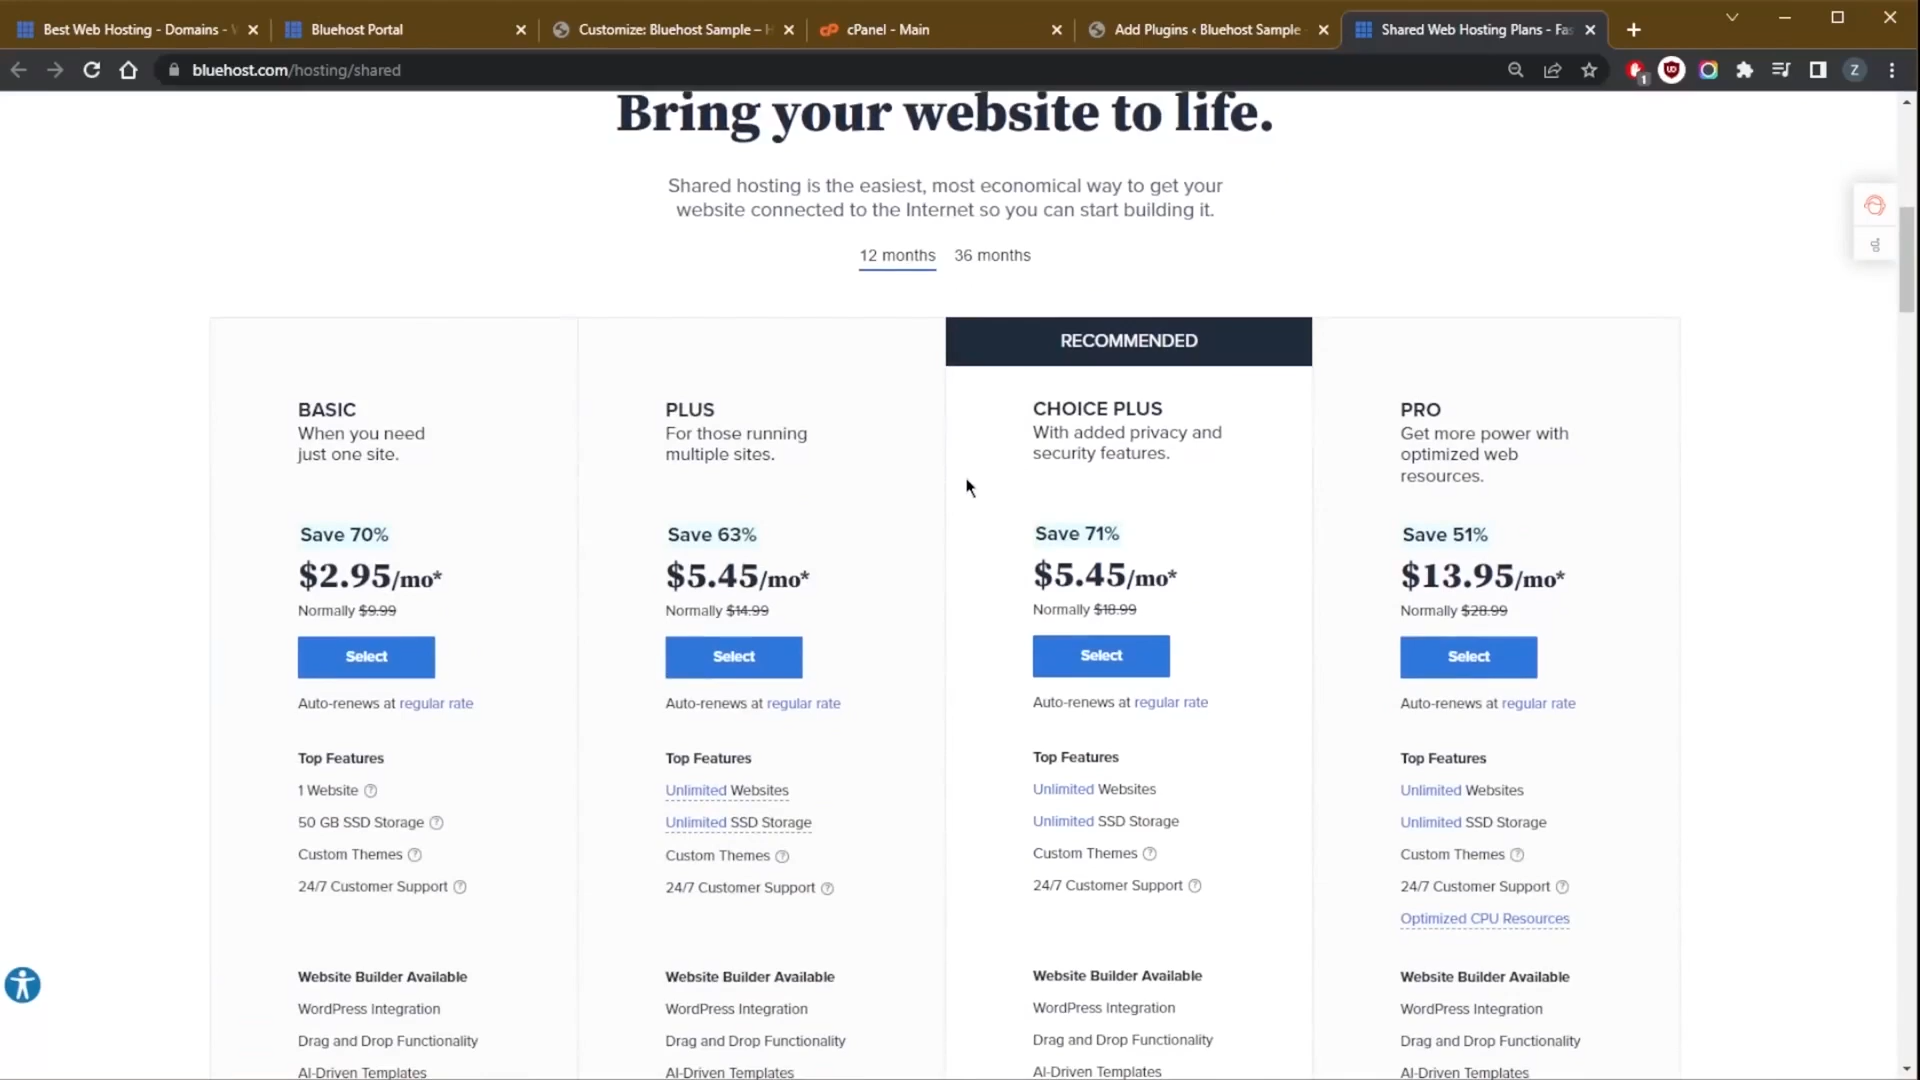 Best Web Hosting - Domains -
Bluehost Portal
Customize: Bluehost Sample –
cPanel - Main
Add Plugins ‹ Bluehost Sample
Shared Web Hosting Plans - Fas
bluehost.com/hosting/shared
1
UD
Z
Bring your website to life.
Shared hosting is the easiest, most economical way to get your
website connected to the Internet so you can start building it.
12 months 36 months
RECOMMENDED
BASIC
When you need
just one site.
Save 70%
$2.95/mo*
Normally $9.99
Select
Auto-renews at regular rate
Top Features
1 Website
50 GB SSD Storage
Custom Themes
24/7 Customer Support
Website Builder Available
WordPress Integration
Drag and Drop Functionality
AI-Driven Templates
PLUS
For those running
multiple sites.
Save 63%
$5.45/mo*
Normally $14.99
Select
Auto-renews at regular rate
Top Features
Unlimited Websites
Unlimited SSD Storage
Custom Themes
24/7 Customer Support
Website Builder Available
WordPress Integration
Drag and Drop Functionality
AI-Driven Templates
CHOICE PLUS
With added privacy and
security features.
Save 71%
$5.45/mo*
Normally $18.99
Select
Auto-renews at regular rate
Top Features
Unlimited Websites
Unlimited SSD Storage
Custom Themes
24/7 Customer Support
Website Builder Available
WordPress Integration
Drag and Drop Functionality
AI-Driven Templates
PRO
Get more power with
optimized web
resources.
Save 51%
$13.95/mo*
Normally $28.99
Select
Auto-renews at regular rate
Top Features
Unlimited Websites
Unlimited SSD Storage
Custom Themes
24/7 Customer Support
Optimized CPU Resources
Website Builder Available
WordPress Integration
Drag and Drop Functionality
AI-Driven Templates